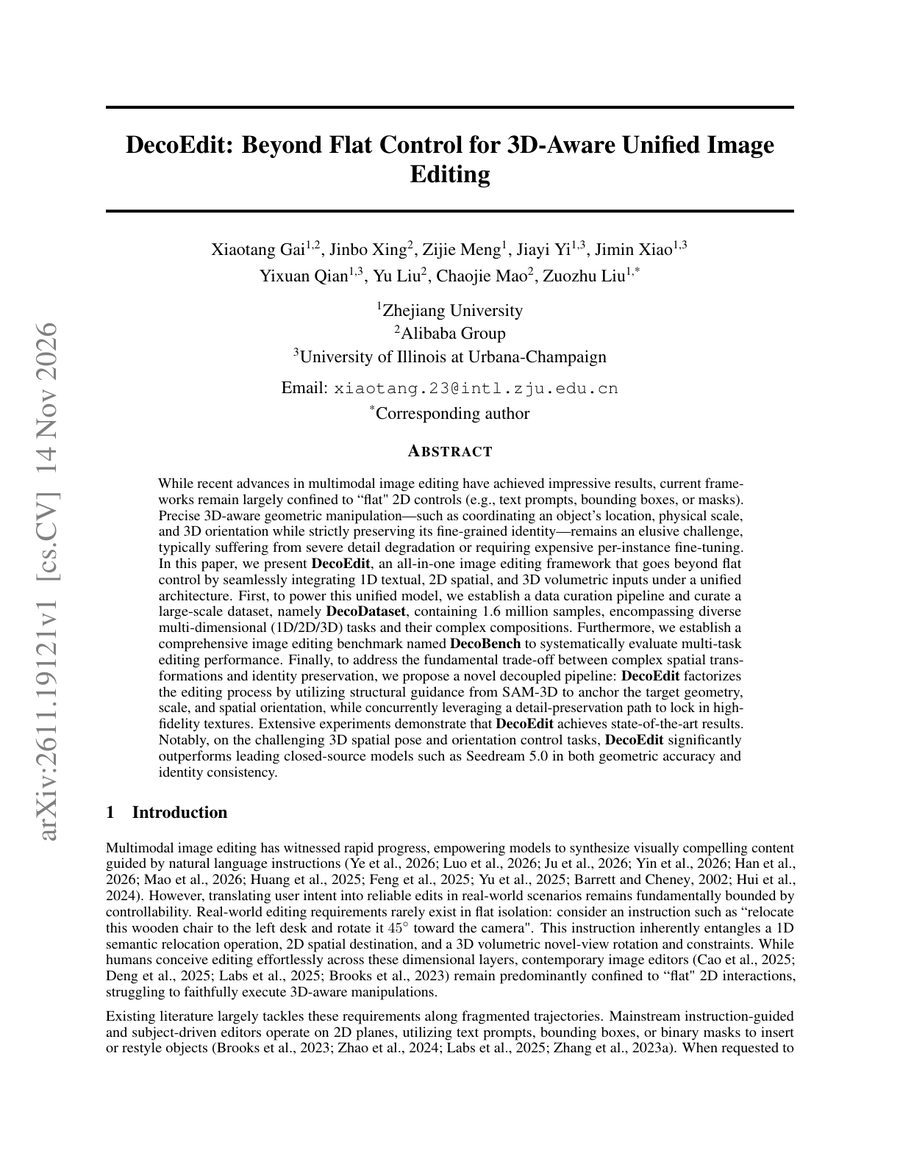 DecoEdit: Beyond Flat Control for 3D-Aware Unified Image
Editing
Xiaotang Gai1,2, Jinbo Xing2, Zijie Meng1, Jiayi Yi1,3, Jimin Xiao1,3
Yixuan Qian1,3, Yu Liu2, Chaojie Mao2, Zuozhu Liu1,*
1Zhejiang University
2Alibaba Group
3University of Illinois at Urbana-Champaign
Email: xiaotang.23@intl.zju.edu.cn
*Corresponding author
ABSTRACT
While recent advances in multimodal image editing have achieved impressive results, current frame-
works remain largely confined to “flat" 2D controls (e.g., text prompts, bounding boxes, or masks).
Precise 3D-aware geometric manipulation—such as coordinating an object’s location, physical scale,
and 3D orientation while strictly preserving its fine-grained identity—remains an elusive challenge,
typically suffering from severe detail degradation or requiring expensive per-instance fine-tuning.
In this paper, we present DecoEdit, an all-in-one image editing framework that goes beyond flat
control by seamlessly integrating 1D textual, 2D spatial, and 3D volumetric inputs under a unified
architecture. First, to power this unified model, we establish a data curation pipeline and curate a
large-scale dataset, namely DecoDataset, containing 1.6 million samples, encompassing diverse
multi-dimensional (1D/2D/3D) tasks and their complex compositions. Furthermore, we establish a
comprehensive image editing benchmark named DecoBench to systematically evaluate multi-task
editing performance. Finally, to address the fundamental trade-off between complex spatial trans-
formations and identity preservation, we propose a novel decoupled pipeline: DecoEdit factorizes
the editing process by utilizing structural guidance from SAM-3D to anchor the target geometry,
scale, and spatial orientation, while concurrently leveraging a detail-preservation path to lock in high-
fidelity textures. Extensive experiments demonstrate that DecoEdit achieves state-of-the-art results.
Notably, on the challenging 3D spatial pose and orientation control tasks, DecoEdit significantly
outperforms leading closed-source models such as Seedream 5.0 in both geometric accuracy and
identity consistency.
1 Introduction
Multimodal image editing has witnessed rapid progress, empowering models to synthesize visually compelling content
guided by natural language instructions (Ye et al., 2026; Luo et al., 2026; Ju et al., 2026; Yin et al., 2026; Han et al.,
2026; Mao et al., 2026; Huang et al., 2025; Feng et al., 2025; Yu et al., 2025; Barrett and Cheney, 2002; Hui et al.,
2024). However, translating user intent into reliable edits in real-world scenarios remains fundamentally bounded by
controllability. Real-world editing requirements rarely exist in flat isolation: consider an instruction such as “relocate
this wooden chair to the left desk and rotate it 45° toward the camera". This instruction inherently entangles a 1D
semantic relocation operation, 2D spatial destination, and a 3D volumetric novel-view rotation and constraints. While
humans conceive editing effortlessly across these dimensional layers, contemporary image editors (Cao et al., 2025;
Deng et al., 2025; Labs et al., 2025; Brooks et al., 2023) remain predominantly confined to “flat" 2D interactions,
struggling to faithfully execute 3D-aware manipulations.
Existing literature largely tackles these requirements along fragmented trajectories. Mainstream instruction-guided
and subject-driven editors operate on 2D planes, utilizing text prompts, bounding boxes, or binary masks to insert
or restyle objects (Brooks et al., 2023; Zhao et al., 2024; Labs et al., 2025; Zhang et al., 2023a). When requested to
arXiv:2611.19121v1 [cs.CV] 14 Nov 2026